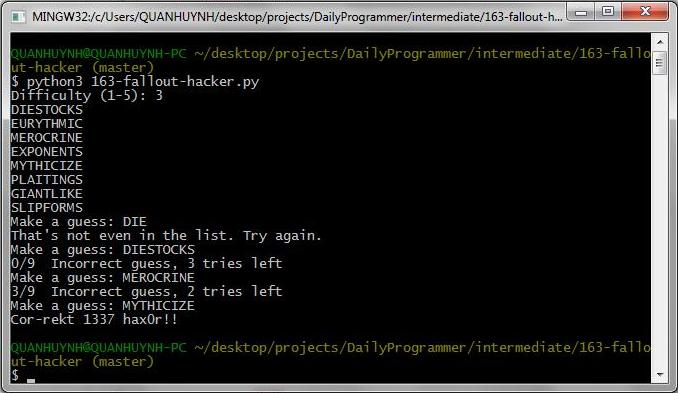 MINGW32:/c/Users/QUANHUYNH/desktop/projects/DailyProgrammer/intermediate/163-fallout-h...
QUANHUYNH@QUANHUYNH-PC ~/desktop/projects/DailyProgrammer/intermediate/163-fallo
ut-hacker (master)
$ python3 163-fallout-hacker.py
Difficulty (1-5): 3
DIESTOCKS
EURYTHMIC
MEROCRINE
EXPONENTS
MYTHICIZE
PLAITINGS
GIANTLIKE
SLIPFORMS
Make a guess: DIE
That's not even in the list. Try again.
Make a guess: DIESTOCKS
0/9  Incorrect guess, 3 tries left
Make a guess: MEROCRINE
3/9  Incorrect guess, 2 tries left
Make a guess: MYTHICIZE
Cor-rekt 1337 hax0r!!
QUANHUYNH@QUANHUYNH-PC ~/desktop/projects/DailyProgrammer/intermediate/163-fallo
ut-hacker (master)
$